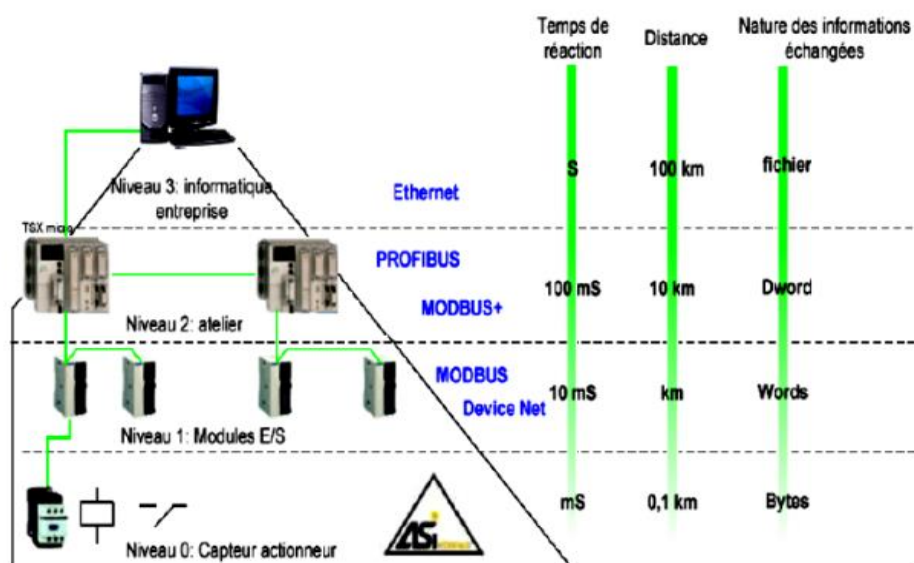 Temps de
réaction
Distance
Nature des informations
échangées
Niveau 3: informatique
entreprise
Ethernet
S
100 km
fichier
TSX micro
PROFIBUS
MODBUS+
100 mS
10 km
Dword
Niveau 2: atelier
MODBUS
Device Net
10 mS
km
Words
Niveau 1: Modules E/S
mS
0,1 km
Bytes
ASi
Niveau 0: Capteur actionneur